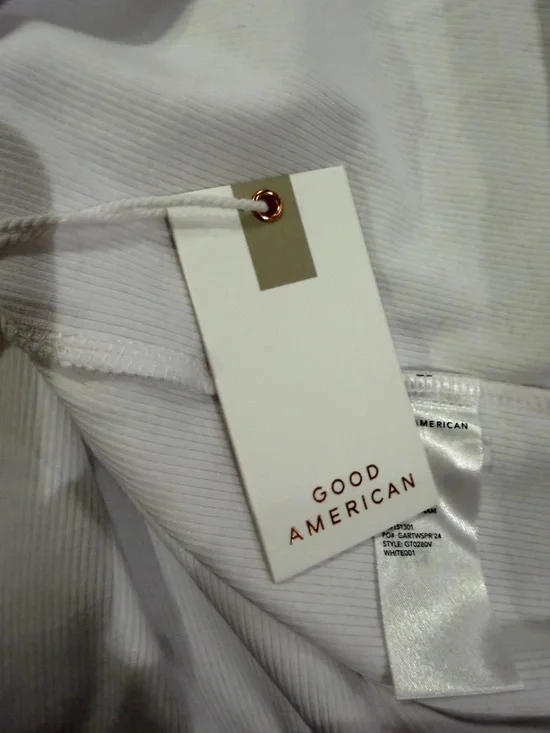 GOOD
AMERICAN
AMERICAN
PO#: GARTWSPR'24
STYLE: GT0280V
WHITE001